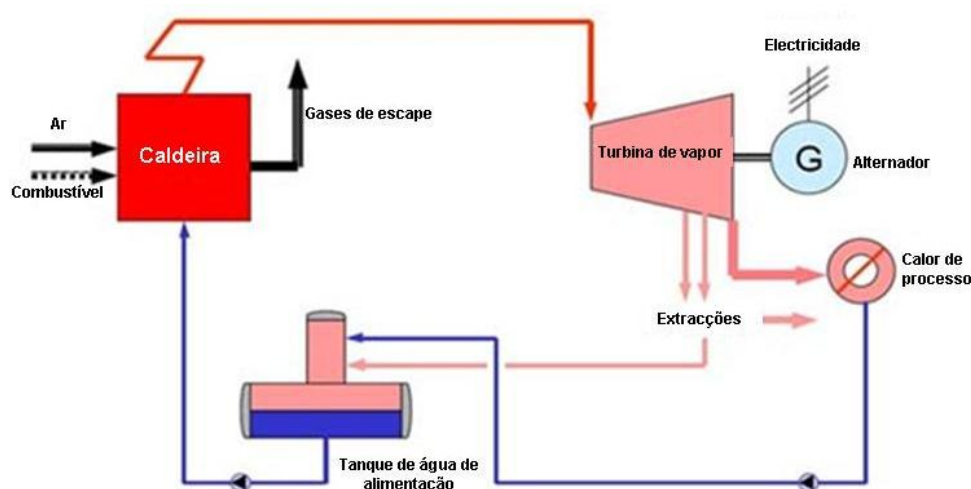 Electricidade
Ar
Caldeira
Combustível
Gases de escape
Turbina de vapor
G
Alternador
Calor de
processo
Extracções
Tanque de água de
alimentação